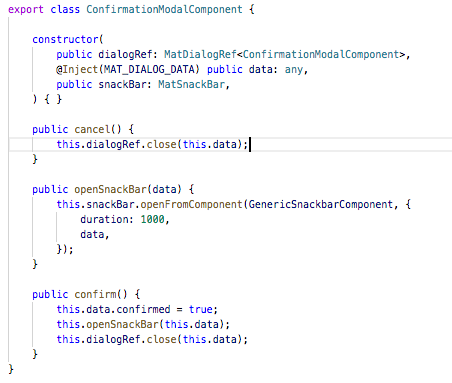 export class ConfirmationModalComponent {
constructor(
public dialogRef: MatDialogRef<ConfirmationModalComponent>,
@Inject(MAT_DIALOG_DATA) public data: any,
public snackBar: MatSnackBar,
) { }
public cancel() {
this.dialogRef.close(this.data);
}
public openSnackBar(data) {
this.snackBar.openFromComponent(GenericSnackbarComponent, {
duration: 1000,
data,
});
}
public confirm() {
this.data.confirmed = true;
this.openSnackBar(this.data);
this.dialogRef.close(this.data);
}
}